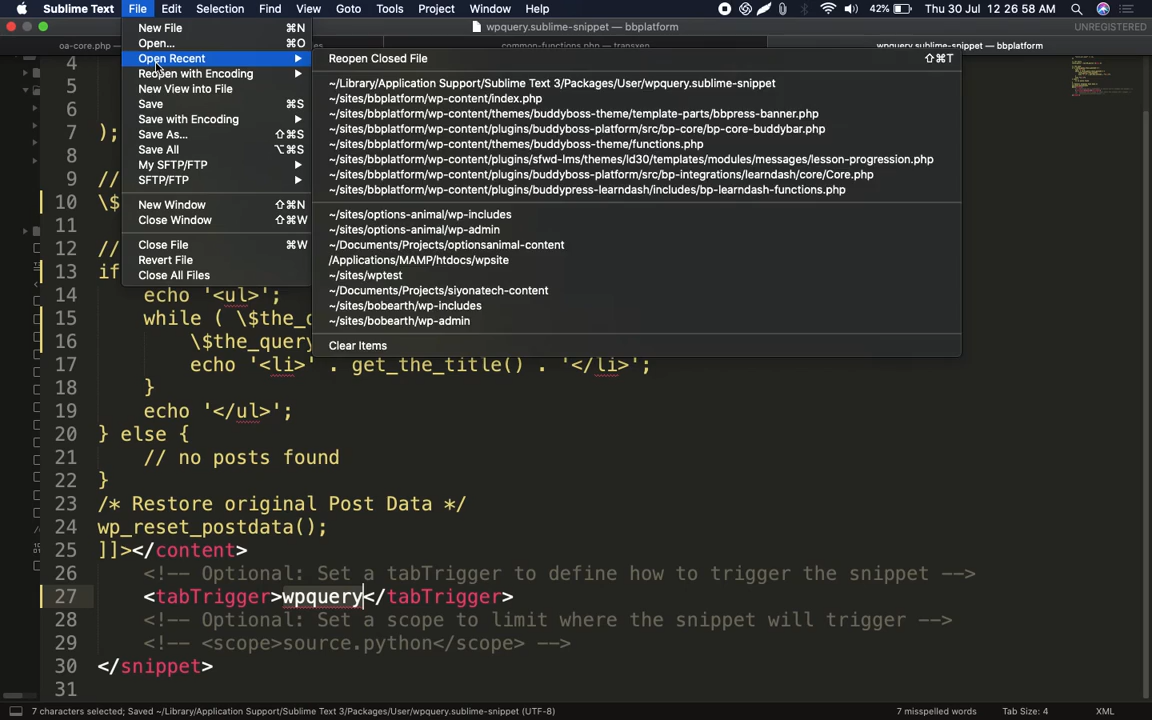 Sublime Text File Edit Selection Find View Goto Tools Project Window Help 42% Thu 30 Jul 12 26 58 AM
wpquery.sublime-snippet — bbplatform UNREGISTERED
oa-core.php — common-functions.php — transxen wpquery.sublime-snippet — bbplatform
New File ⌘N
Open... ⌘O
Open Recent ▶
Reopen with Encoding ▶
New View into File
Save ⌘S
Save with Encoding ▶
Save As... ⇧⌘S
Save All ⌥⌘S
My SFTP/FTP ▶
SFTP/FTP ▶
New Window ⇧⌘N
Close Window ⇧⌘W
Close File ⌘W
Revert File
Close All Files
Reopen Closed File ⇧⌘T
~/Library/Application Support/Sublime Text 3/Packages/User/wpquery.sublime-snippet
~/sites/bbplatform/wp-content/index.php
~/sites/bbplatform/wp-content/themes/buddyboss-theme/template-parts/bbpress-banner.php
~/sites/bbplatform/wp-content/plugins/buddyboss-platform/src/bp-core/bp-core-buddybar.php
~/sites/bbplatform/wp-content/themes/buddyboss-theme/functions.php
~/sites/bbplatform/wp-content/plugins/sfwd-lms/themes/ld30/templates/modules/messages/lesson-progression.php
~/sites/bbplatform/wp-content/plugins/buddyboss-platform/src/bp-integrations/learndash/core/Core.php
~/sites/bbplatform/wp-content/plugins/buddypress-learndash/includes/bp-learndash-functions.php
~/sites/options-animal/wp-includes
~/sites/options-animal/wp-admin
~/Documents/Projects/optionsanimal-content
/Applications/MAMP/htdocs/wpsite
~/sites/wptest
~/Documents/Projects/siyonatech-content
~/sites/bobearth/wp-includes
~/sites/bobearth/wp-admin
Clear Items
4
5
6
7 );
8
9 //
10 \$
11
12 //
13 if
14 echo '<ul>';
15 while ( \$the_
16 \$the_query
17 echo '<li>' . get_the_title() . '</li>';
18 }
19 echo '</ul>';
20 } else {
21 // no posts found
22 }
23 /* Restore original Post Data */
24 wp_reset_postdata();
25 ]]></content>
26 <!-- Optional: Set a tabTrigger to define how to trigger the snippet -->
27 <tabTrigger>wpquery</tabTrigger>
28 <!-- Optional: Set a scope to limit where the snippet will trigger -->
29 <!-- <scope>source.python</scope> -->
30 </snippet>
31
7 characters selected; Saved ~/Library/Application Support/Sublime Text 3/Packages/User/wpquery.sublime-snippet (UTF-8) 7 misspelled words Tab Size: 4 XML